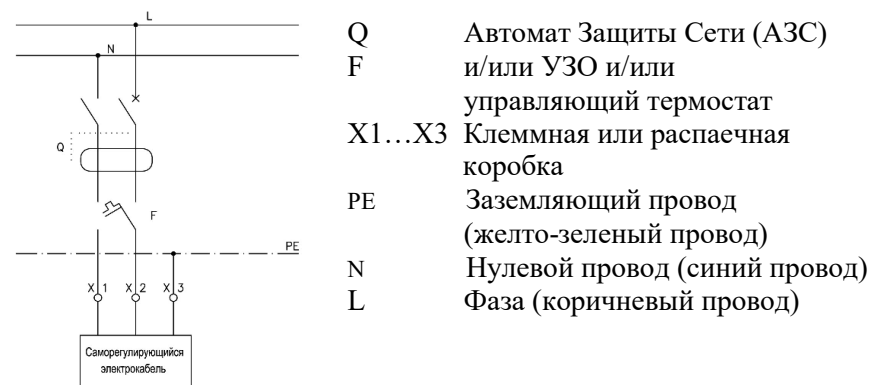 L
N
Q
F
PE
X 1 X 2 X 3
Саморегулирующийся
электрокабель
Q Автомат Защиты Сети (АЗС)
F и/или УЗО и/или
управляющий термостат
X1…X3 Клеммная или распаечная
коробка
PE Заземляющий провод
(желто-зеленый провод)
N Нулевой провод (синий провод)
L Фаза (коричневый провод)